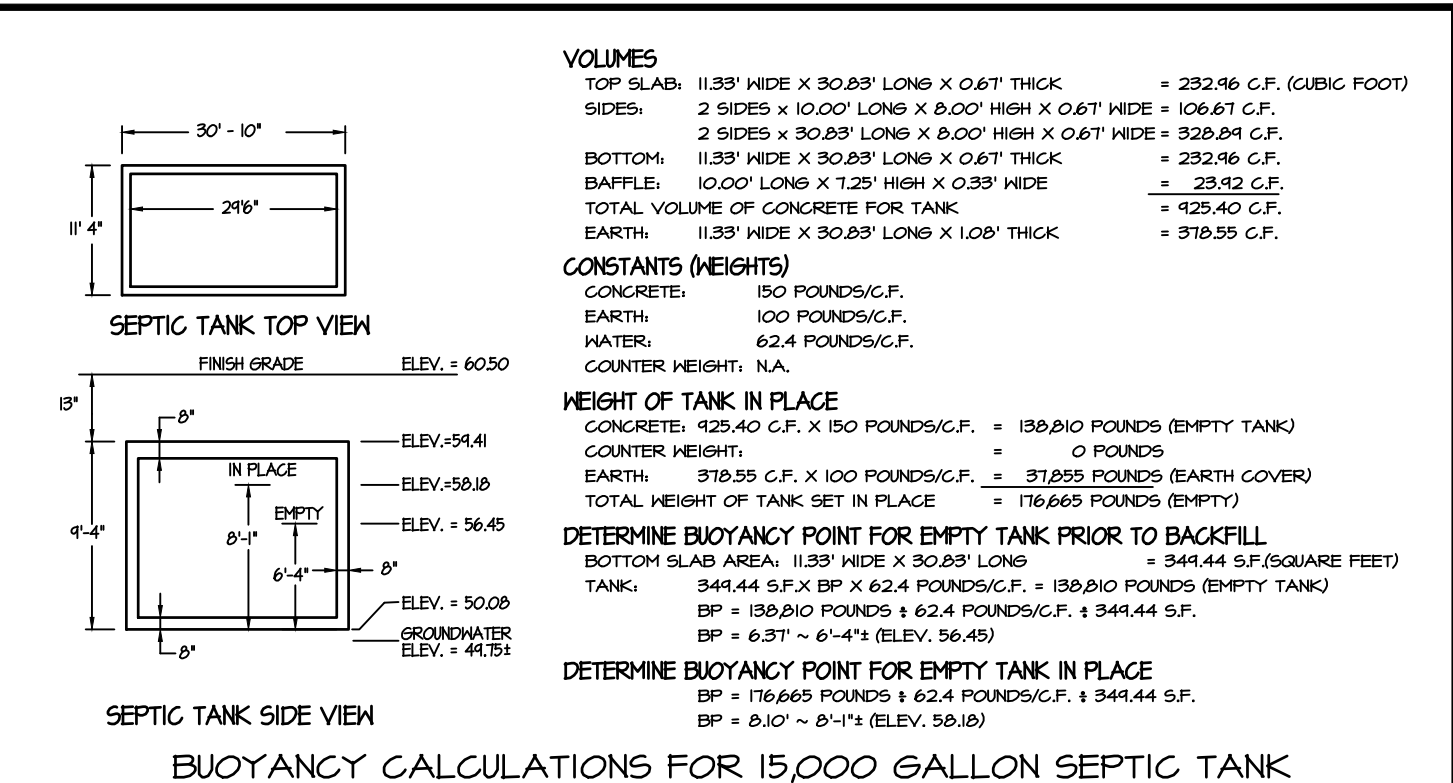 30' - 10"
29'6"
11' 4"
SEPTIC TANK TOP VIEW
FINISH GRADE ELEV. = 60.50
13"
8"
ELEV.=59.41
IN PLACE
ELEV.=58.18
EMPTY
ELEV. = 56.45
9'-4"
8'-1"
6'-4"
8"
ELEV. = 50.08
GROUNDWATER
ELEV. = 49.75±
8"
SEPTIC TANK SIDE VIEW
VOLUMES
TOP SLAB: 11.33' WIDE X 30.83' LONG X 0.67' THICK = 232.96 C.F. (CUBIC FOOT)
SIDES: 2 SIDES x 10.00' LONG X 8.00' HIGH X 0.67' WIDE = 106.67 C.F.
2 SIDES x 30.83' LONG X 8.00' HIGH X 0.67' WIDE = 328.89 C.F.
BOTTOM: 11.33' WIDE X 30.83' LONG X 0.67' THICK = 232.96 C.F.
BAFFLE: 10.00' LONG X 7.25' HIGH X 0.33' WIDE = 23.92 C.F.
TOTAL VOLUME OF CONCRETE FOR TANK = 925.40 C.F.
EARTH: 11.33' WIDE X 30.83' LONG X 1.08' THICK = 378.55 C.F.
CONSTANTS (WEIGHTS)
CONCRETE: 150 POUNDS/C.F.
EARTH: 100 POUNDS/C.F.
WATER: 62.4 POUNDS/C.F.
COUNTER WEIGHT: N.A.
WEIGHT OF TANK IN PLACE
CONCRETE: 925.40 C.F. X 150 POUNDS/C.F. = 138,810 POUNDS (EMPTY TANK)
COUNTER WEIGHT: = 0 POUNDS
EARTH: 378.55 C.F. X 100 POUNDS/C.F. = 37,855 POUNDS (EARTH COVER)
TOTAL WEIGHT OF TANK SET IN PLACE = 176,665 POUNDS (EMPTY)
DETERMINE BUOYANCY POINT FOR EMPTY TANK PRIOR TO BACKFILL
BOTTOM SLAB AREA: 11.33' WIDE X 30.83' LONG = 349.44 S.F.(SQUARE FEET)
TANK: 349.44 S.F.X BP X 62.4 POUNDS/C.F. = 138,810 POUNDS (EMPTY TANK)
BP = 138,810 POUNDS ÷ 62.4 POUNDS/C.F. ÷ 349.44 S.F.
BP = 6.37' ~ 6'-4"± (ELEV. 56.45)
DETERMINE BUOYANCY POINT FOR EMPTY TANK IN PLACE
BP = 176,665 POUNDS ÷ 62.4 POUNDS/C.F. ÷ 349.44 S.F.
BP = 8.10' ~ 8'-1"± (ELEV. 58.18)
BUOYANCY CALCULATIONS FOR 15,000 GALLON SEPTIC TANK